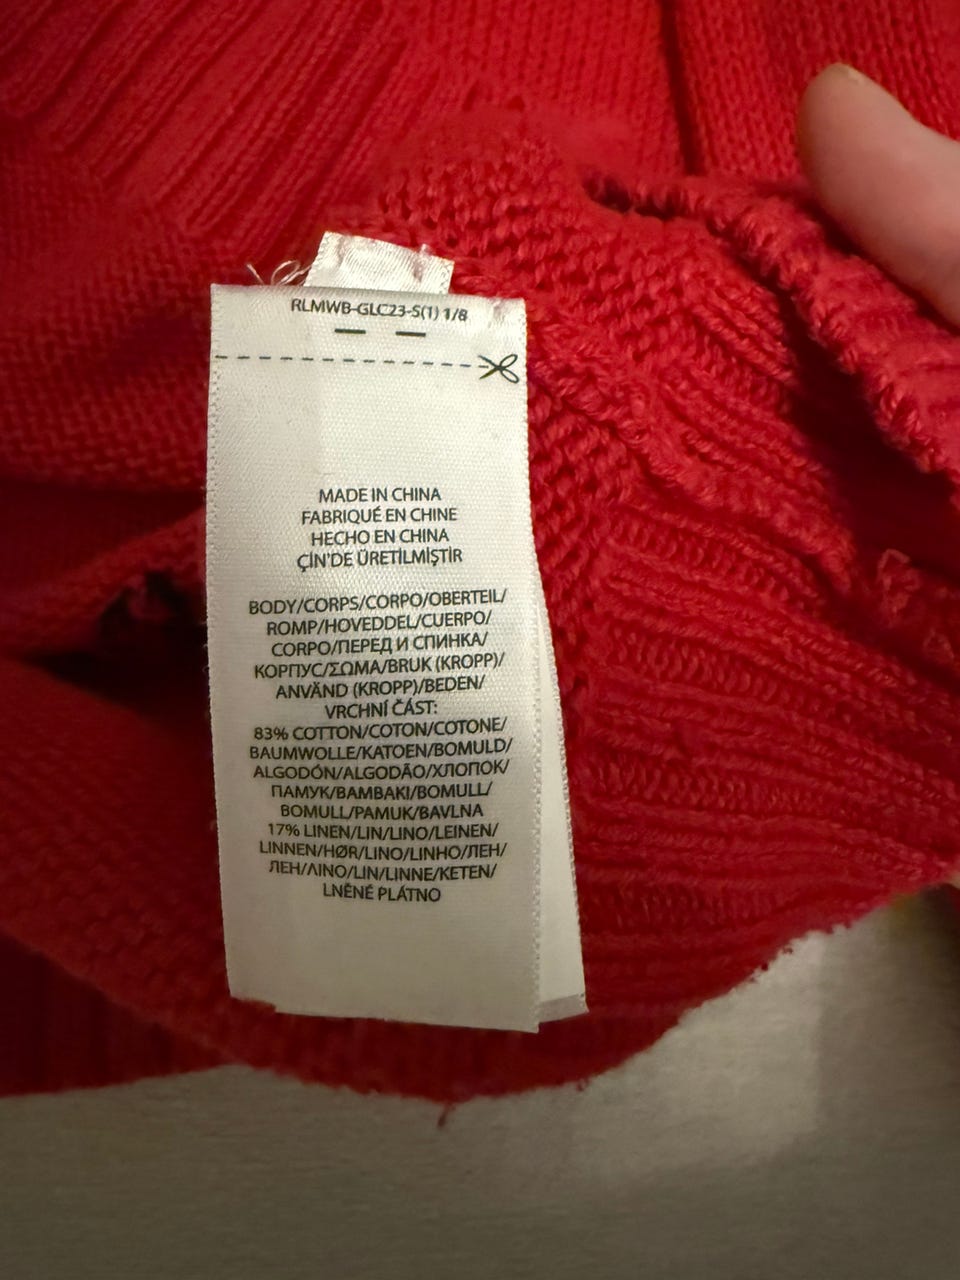 RLMWB-GLC23-S(1) 1/8
MADE IN CHINA
FABRIQUÉ EN CHINE
HECHO EN CHINA
ÇİN'DE ÜRETİLMİŞTİR
BODY/CORPS/CORPO/OBERTEIL/
ROMP/HOVEDDEL/CUERPO/
CORPO/ПЕРЕД И СПИНКА/
КОРПУС/ΣΩΜΑ/BRUK (KROPP)/
ANVÄND (KROPP)/BEDEN/
VRCHNÍ ČÁST:
83% COTTON/COTON/COTONE/
BAUMWOLLE/KATOEN/BOMULD/
ALGODÓN/ALGODÃO/ХЛОПОК/
ПАМУК/ΒΑΜΒΑΚΙ/BOMULL/
BOMULL/PAMUK/BAVLNA
17% LINEN/LIN/LINO/LEINEN/
LINNEN/HØR/LINO/LINHO/ЛЕН/
ЛЕН/ΛΙΝΟ/LIN/LINNE/KETEN/
LNĚNÉ PLÁTNO